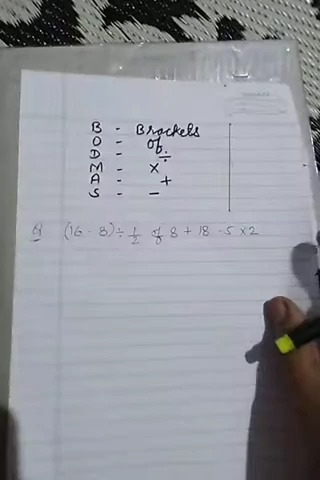 B - Brackets
O - of
D - ÷
M - ×
A - +
S - -
Q (16 - 8) ÷ 1/2 of 8 + 18 - 5 × 2